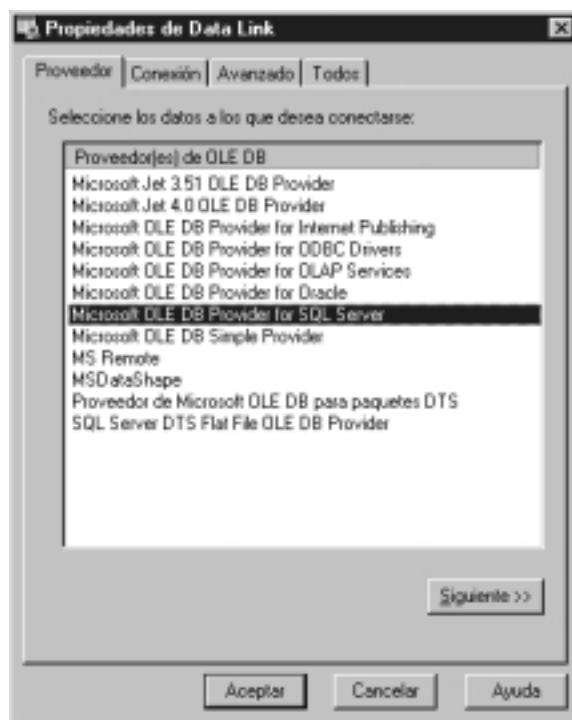 Propiedades de Data Link
Proveedor Conexión Avanzado Todos
Seleccione los datos a los que desea conectarse:
Proveedor(es) de OLE DB
Microsoft Jet 3.51 OLE DB Provider
Microsoft Jet 4.0 OLE DB Provider
Microsoft OLE DB Provider for Internet Publishing
Microsoft OLE DB Provider for ODBC Drivers
Microsoft OLE DB Provider for OLAP Services
Microsoft OLE DB Provider for Oracle
Microsoft OLE DB Provider for SQL Server
Microsoft OLE DB Simple Provider
MS Remote
MSDataShape
Proveedor de Microsoft OLE DB para paquetes DTS
SQL Server DTS Flat File OLE DB Provider
Siguiente >>
Aceptar Cancelar Ayuda